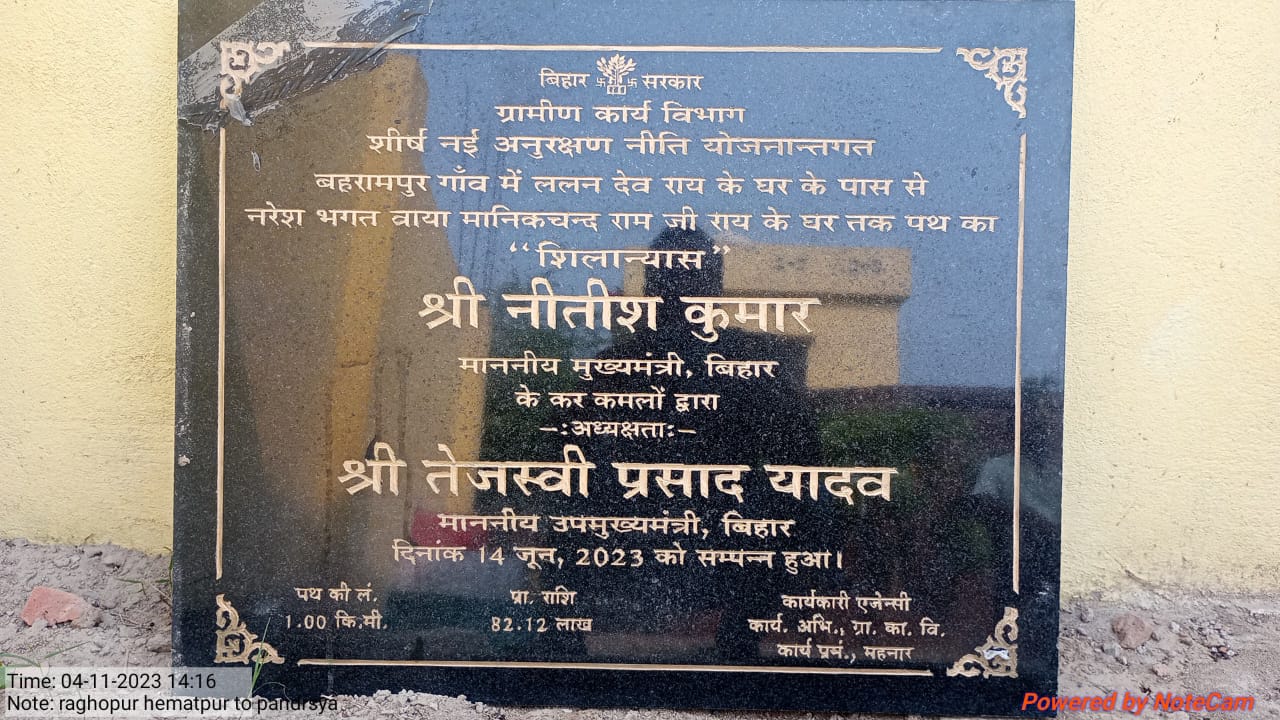 बिहार सरकार
ग्रामीण कार्य विभाग
शीर्ष नई अनुरक्षण नीति योजनान्तगत
बहरामपुर गाँव में ललन देव राय के घर के पास से
नरेश भगत वाया मानिकचन्द राम जी राय के घर तक पथ का
“शिलान्यास”
श्री नीतीश कुमार
माननीय मुख्यमंत्री, बिहार
के कर कमलों द्वारा
-:अध्यक्षताः-
श्री तेजस्वी प्रसाद यादव
माननीय उपमुख्यमंत्री, बिहार
दिनांक 14 जून, 2023 को सम्पन्न हुआ।
पथ की लं.
1.00 कि.मी.
प्रा. राशि
82.12 लाख
कार्यकारी एजेन्सी
कार्य. अभि., ग्रा. का. वि.
कार्य प्रमं., महनार
Time: 04-11-2023 14:16
Note: raghopur hematpur to panursya
Powered by NoteCam